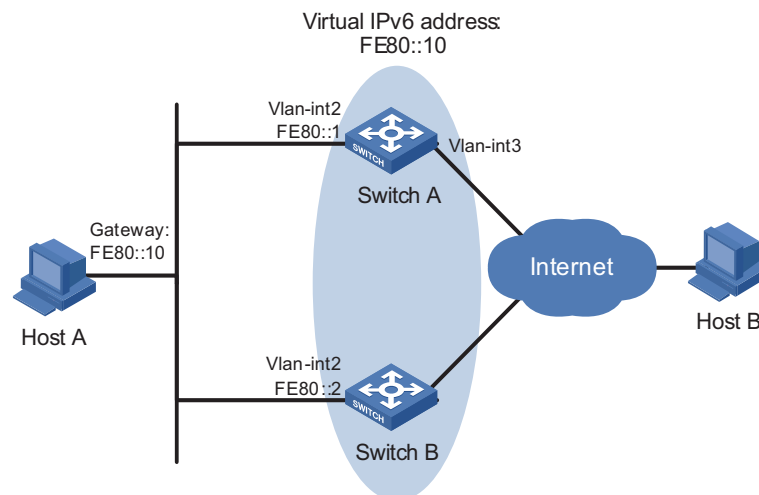 Virtual IPv6 address:
FE80::10
Vlan-int2
FE80::1
SWITCH
Vlan-int3
Switch A
Gateway:
FE80::10
Internet
Host A
Host B
Vlan-int2
FE80::2
SWITCH
Switch B